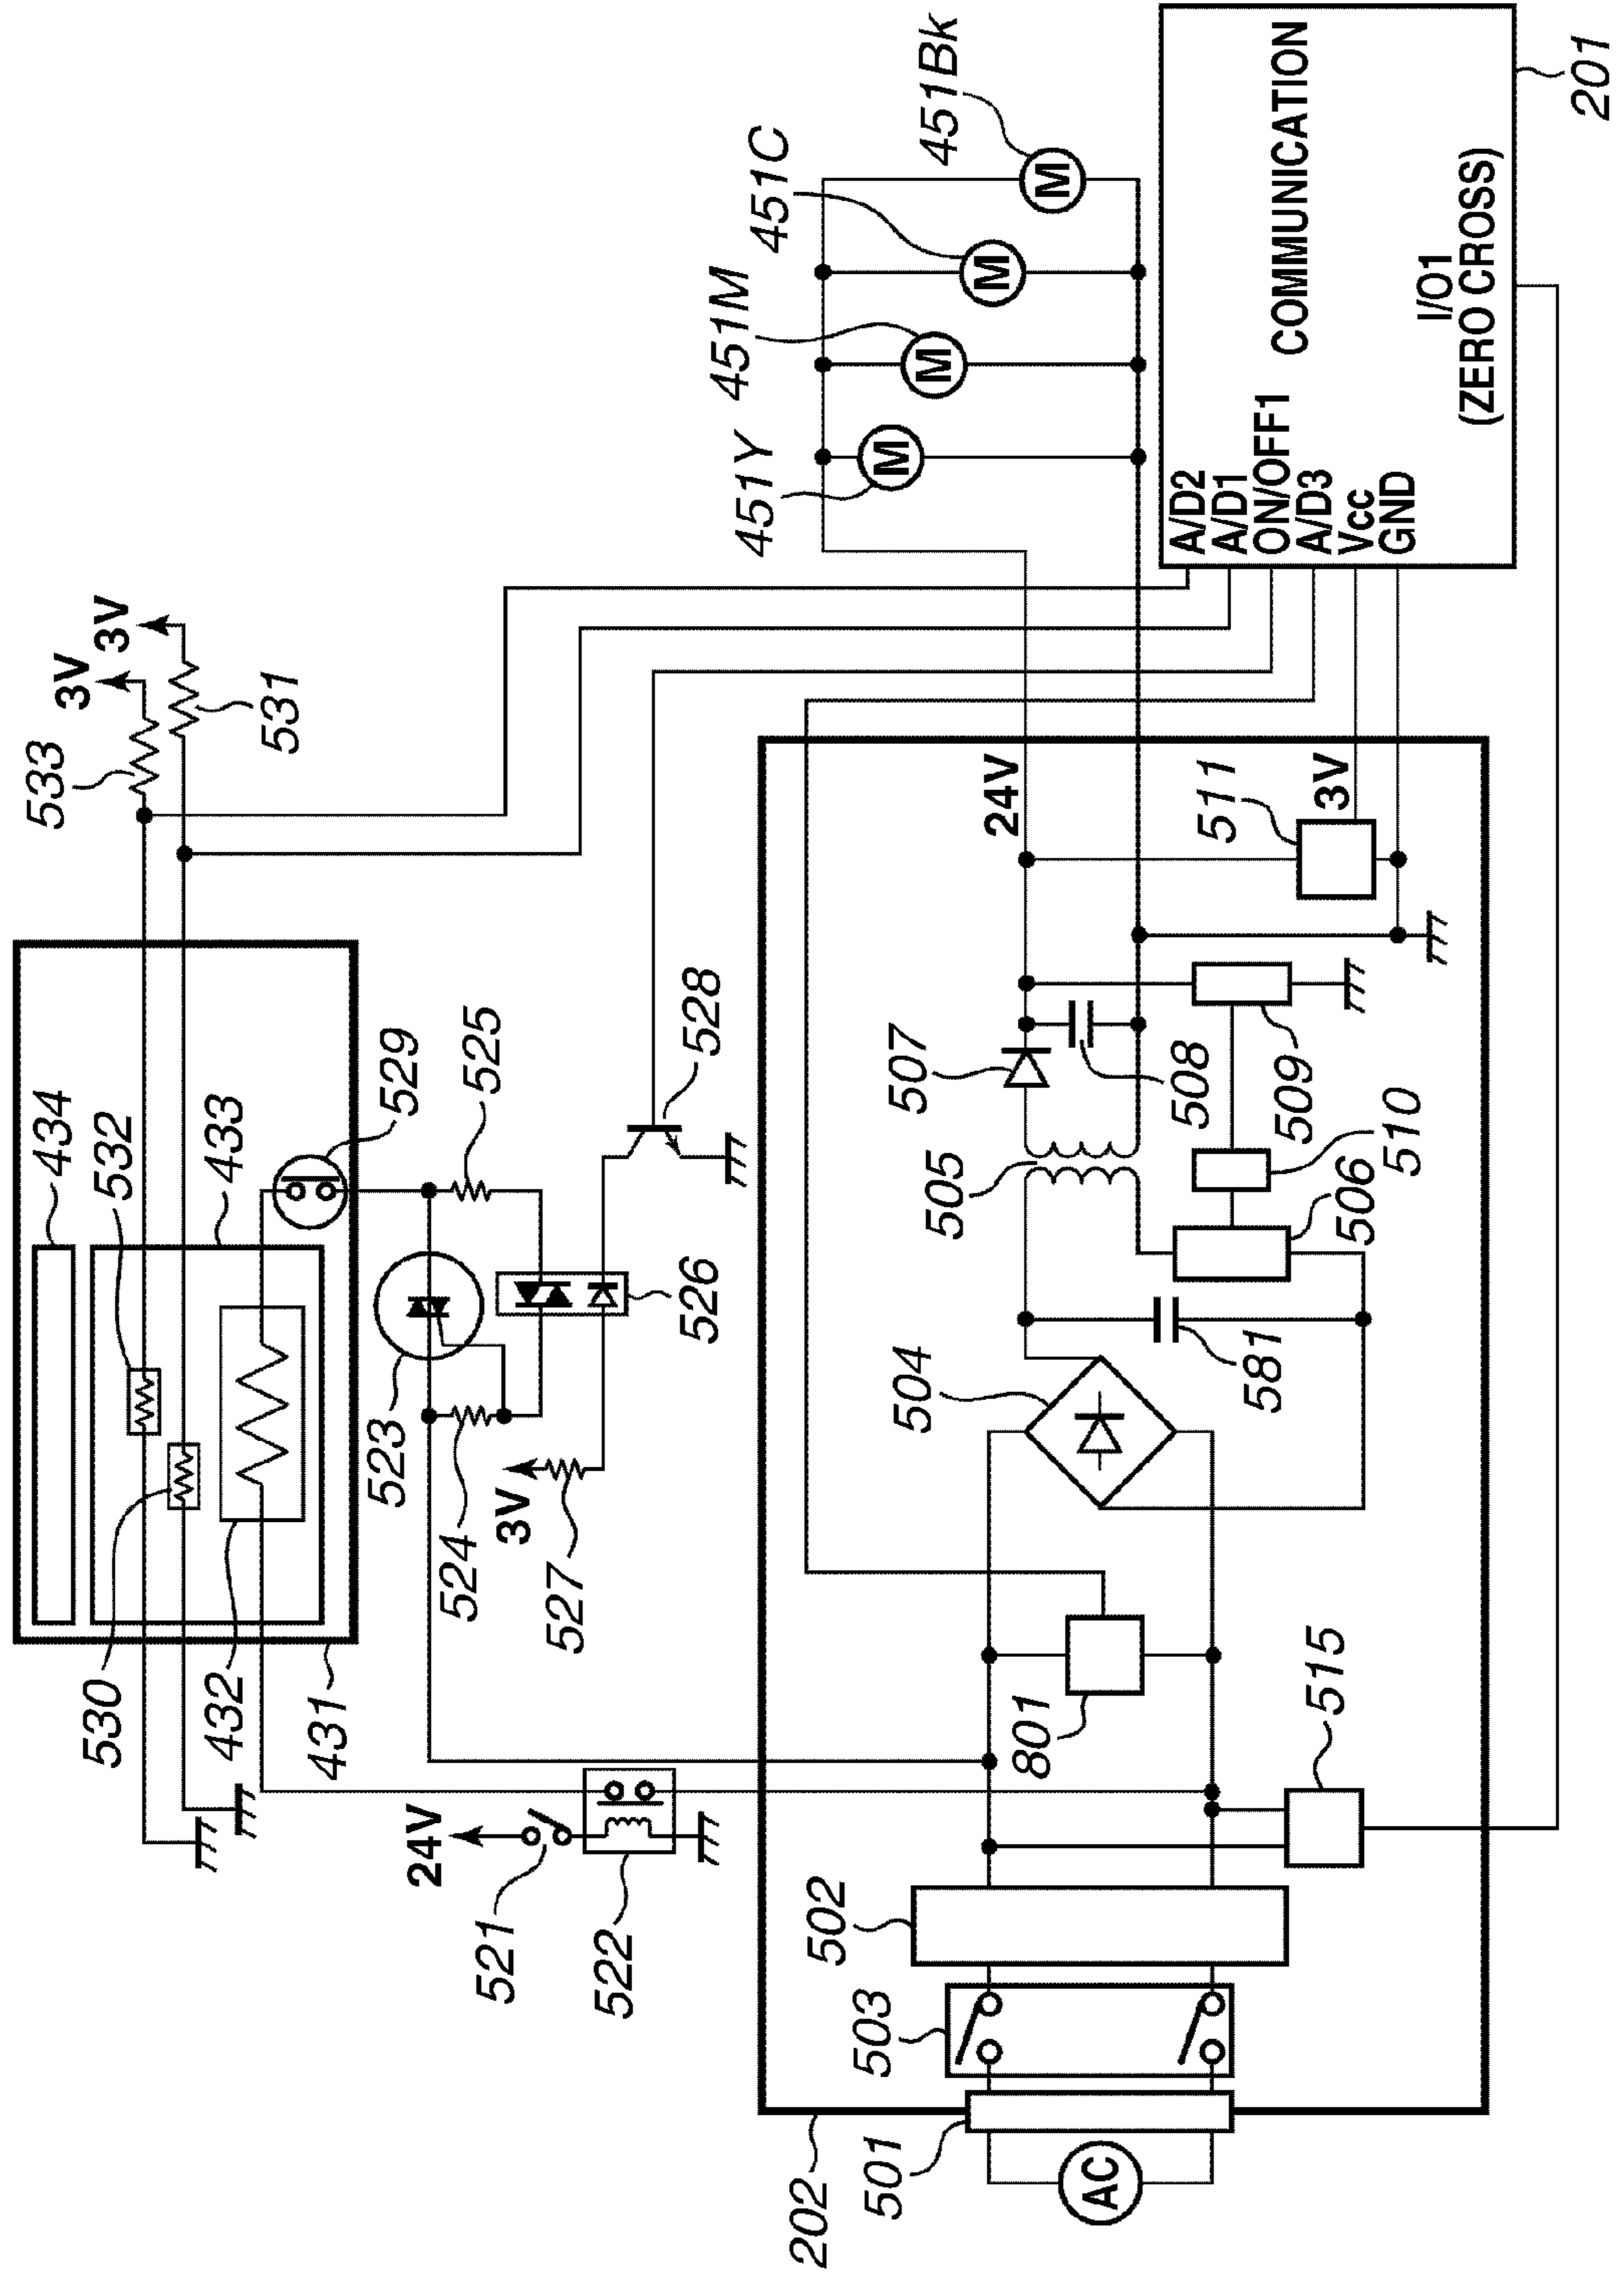 533
3V
3V
531
434
532
433
529
530
432
431
523
525
524
3V
527
526
528
24V
521
522
451Y
451M
451C
451Bk
A/D2
A/D1
ON/OFF1
A/D3
Vcc
GND
COMMUNICATION
I/O1
(ZERO CROSS)
201
24V
511
3V
507
508
509
510
505
506
504
581
801
515
502
503
501
202
AC
M
M
M
M